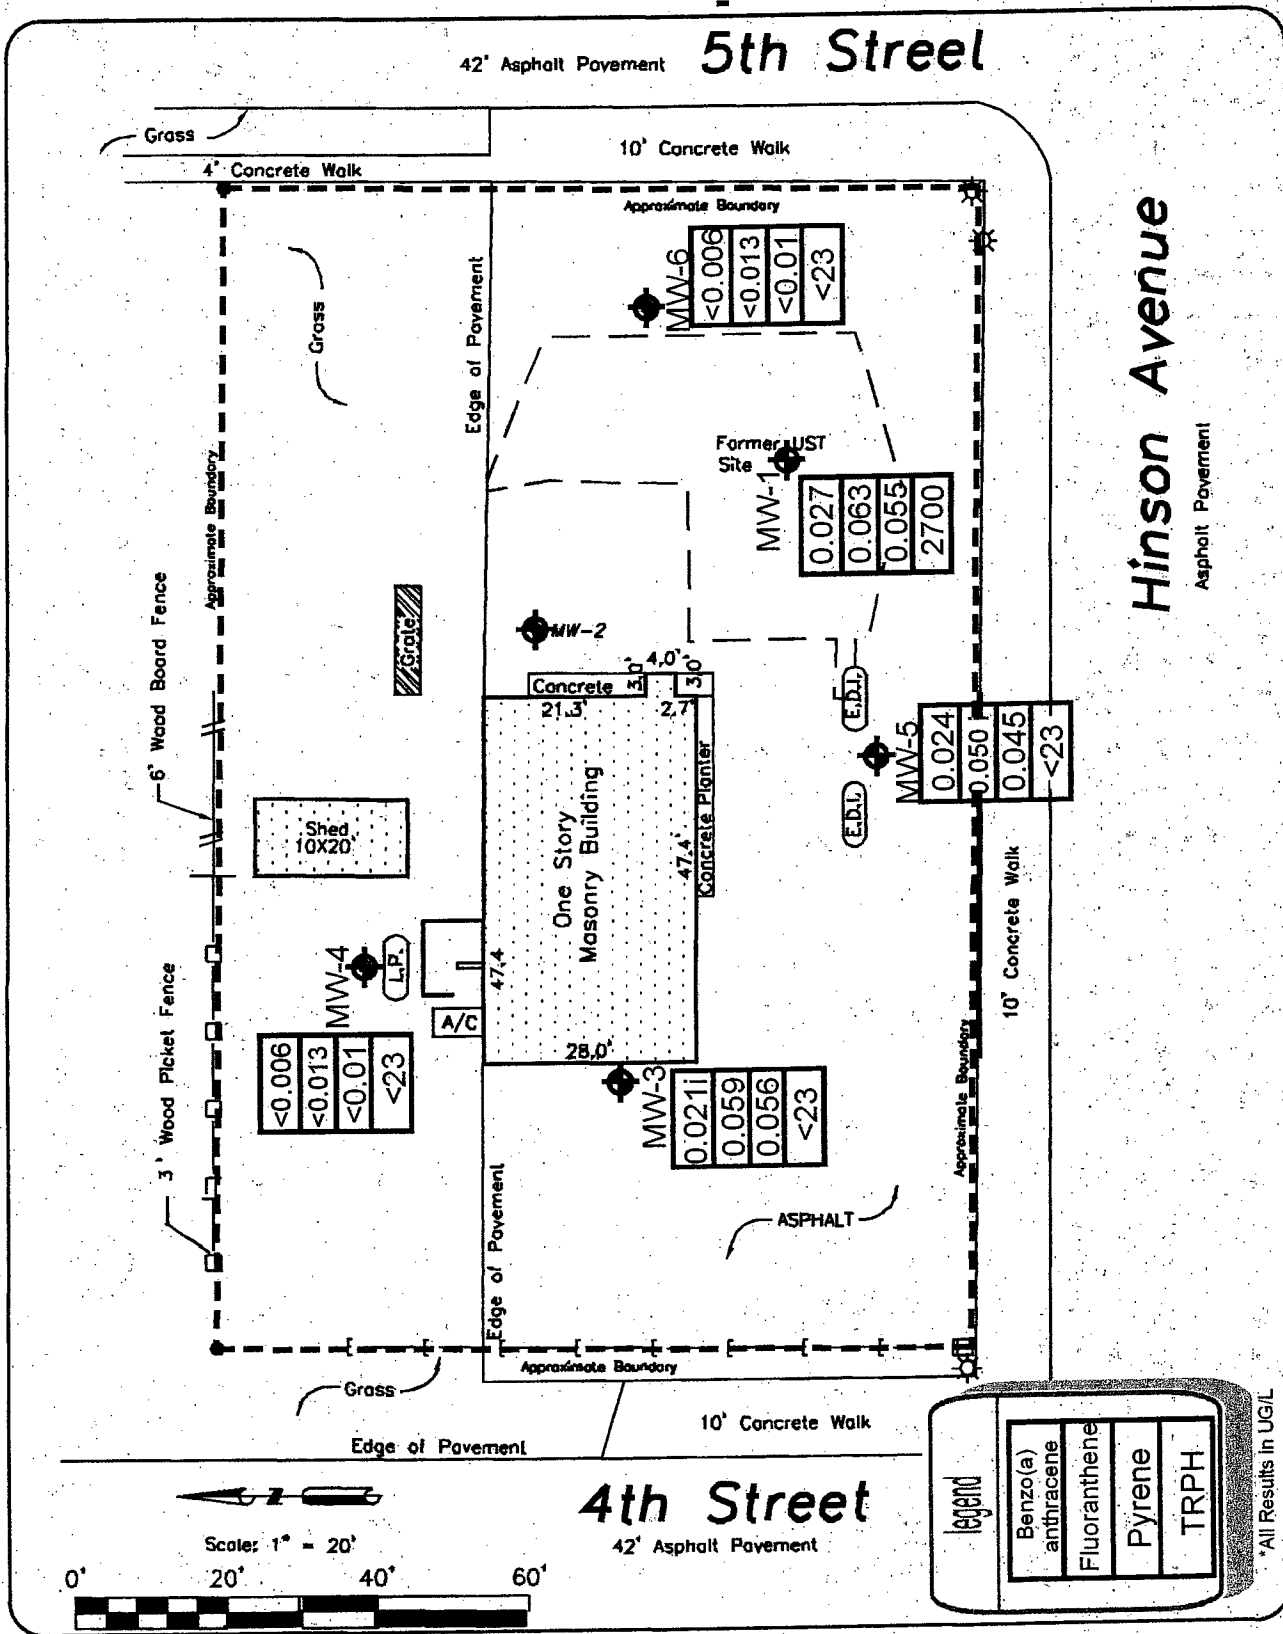 42' Asphalt Pavement
5th Street
Grass
10' Concrete Walk
4' Concrete Walk
Approximate Boundary
Grass
Edge of Pavement
MW-6
<0.006
<0.013
<0.01
<23
Hinson Avenue
Asphalt Pavement
Approximate Boundary
Former UST
Site
MW-1
0.027
0.063
0.055
2700
6' Wood Board Fence
Grate
MW-2
Concrete
3.0'
4.0'
3.0'
21.3'
2.7'
E.D.I.
MW-5
0.024
0.050
0.045
<23
E.D.I.
Shed
10X20'
One Story
Masonry Building
47.4'
Concrete Planter
10' Concrete Walk
3' Wood Picket Fence
MW-4
L.P.
47.4
A/C
<0.006
<0.013
<0.01
<23
28.0'
MW-3
0.021i
0.059
0.056
<23
Approximate Boundary
Edge of Pavement
ASPHALT
Approximate Boundary
Grass
10' Concrete Walk
Edge of Pavement
4th Street
42' Asphalt Pavement
N
Scale: 1" = 20'
0'
20'
40'
60'
legend
Benzo(a)
anthracene
Fluoranthene
Pyrene
TRPH
*All Results in UG/L